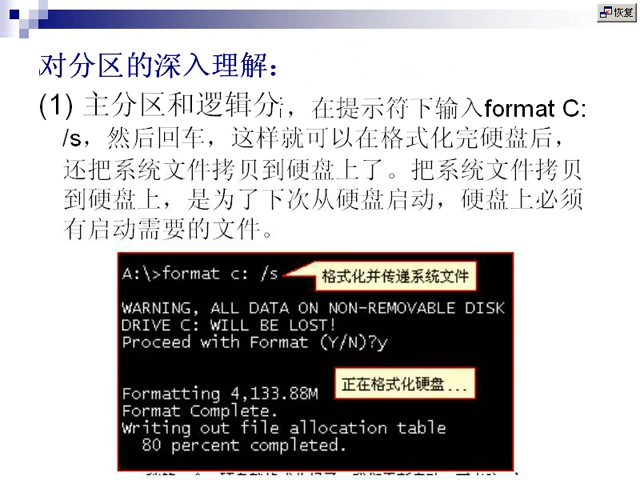 恢复
对分区的深入理解：
(1) 主分区和逻辑分
，在提示符下输入format C:
/s，然后回车，这样就可以在格式化完硬盘后，
还把系统文件拷贝到硬盘上了。把系统文件拷贝
到硬盘上，是为了下次从硬盘启动，硬盘上必须
有启动需要的文件。
A:\>format c: /s
格式化并传递系统文件
WARNING, ALL DATA ON NON-REMOVABLE DISK
DRIVE C: WILL BE LOST!
Proceed with Format (Y/N)?y
正在格式化硬盘...
Formatting 4,133.88M
Format Complete.
Writing out file allocation table
80 percent completed.